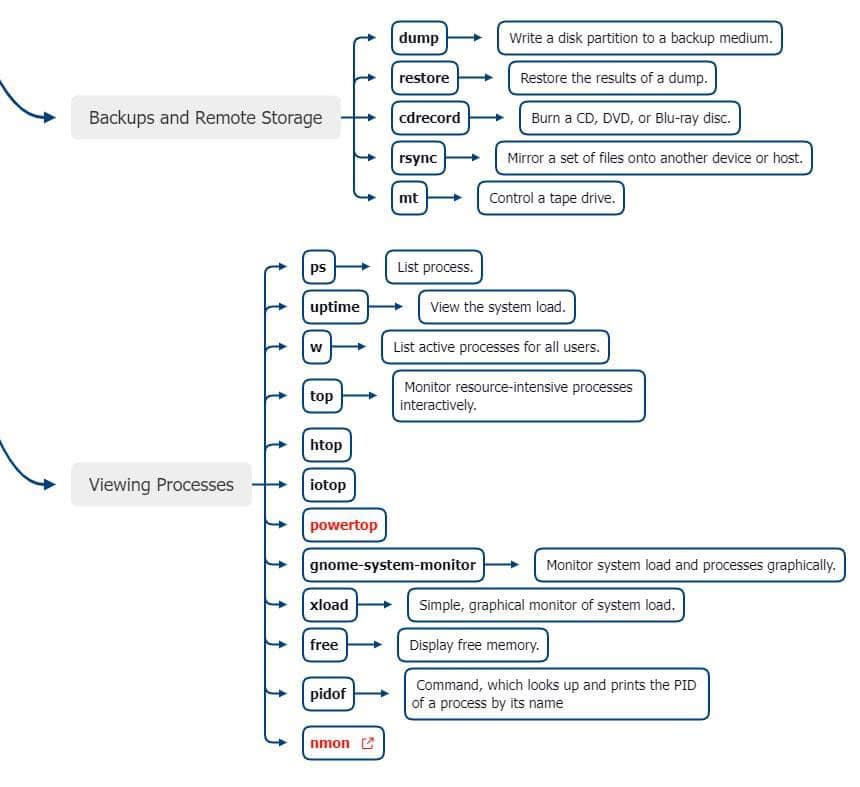 dump
Write a disk partition to a backup medium.
restore
Restore the results of a dump.
Backups and Remote Storage
cdrecord
Burn a CD, DVD, or Blu-ray disc.
rsync
Mirror a set of files onto another device or host.
mt
Control a tape drive.
ps
List process.
uptime
View the system load.
w
List active processes for all users.
top
Monitor resource-intensive processes
interactively.
htop
Viewing Processes
iotop
powertop
gnome-system-monitor
Monitor system load and processes graphically.
xload
Simple, graphical monitor of system load.
free
Display free memory.
pidof
Command, which looks up and prints the PID
of a process by its name
nmon